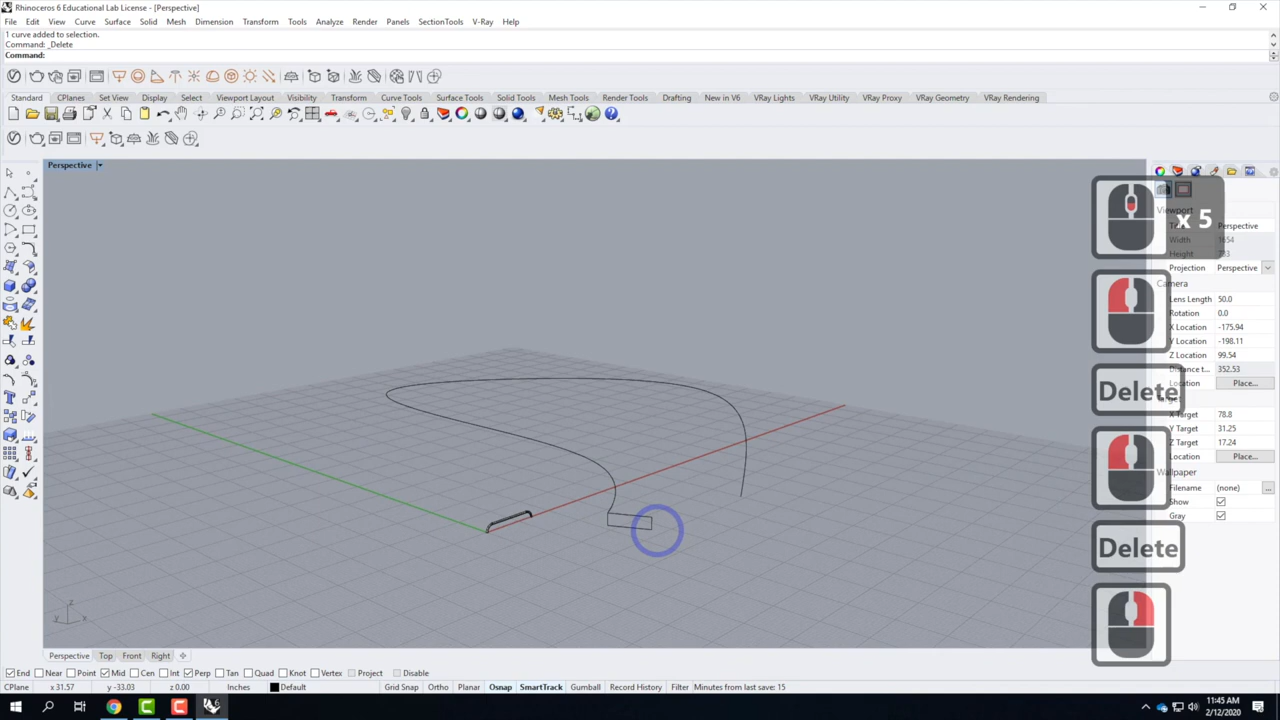 Rhinoceros 6 Educational Lab License - [Perspective]
File Edit View Curve Surface Solid Mesh Dimension Transform Tools Analyze Render Panels SectionTools V-Ray Help
1 curve added to selection.
Command: _Delete
Command:
Standard CPlanes Set View Display Select Viewport Layout Visibility Transform Curve Tools Surface Tools Solid Tools Mesh Tools Render Tools Drafting New in V6 VRay Lights VRay Utility VRay Proxy VRay Geometry VRay Rendering
Perspective
Viewport
x 5
Perspective
Width
Height
Projection Perspective
Camera
Lens Length 50.0
Rotation 0.0
X Location -175.94
Y Location -198.11
Z Location 99.54
Distance t... 352.53
Location Place...
Delete
X Target 78.8
Y Target 31.25
Z Target 17.24
Location Place...
Wallpaper
Filename (none) ...
Show
Gray
Delete
z
y x
Perspective Top Front Right
End Near Point Mid Cen Int Perp Tan Quad Knot Vertex Project Disable
CPlane x 31.57 y -33.03 z 0.00 Inches Default Grid Snap Ortho Planar Osnap SmartTrack Gumball Record History Filter Minutes from last save: 15
11:45 AM
2/12/2020